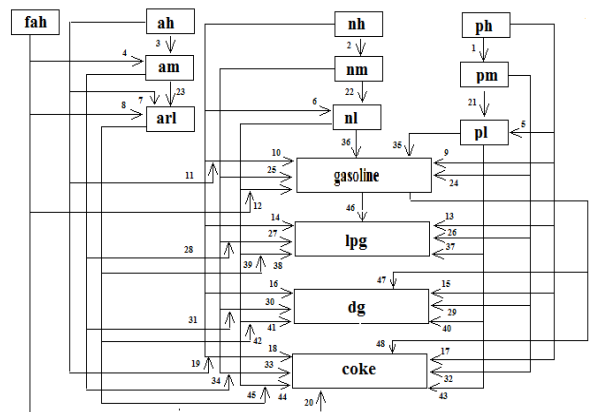 fah ah nh ph
3 2 1
4 am nm pm
7 23 22 21
8 arl 6 nl pl 5
36 35
10 9
11 25 gasoline 24
12
46
14 13
27 lpg 26
28 37
39 38
47
16 15
30 dg 29
31 41 40
42
48
18 17
19 33 coke 32
34 44 43
45 20